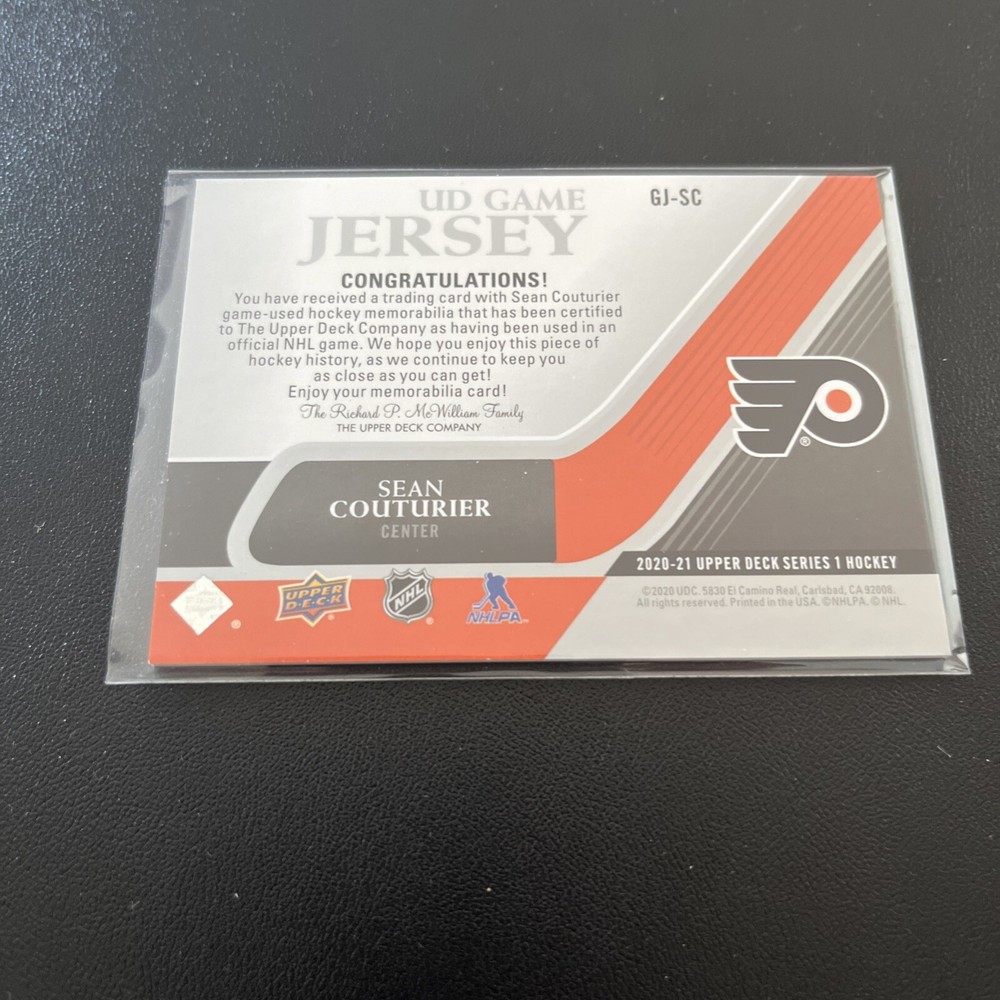 UD GAME
JERSEY
GJ-SC
CONGRATULATIONS!
You have received a trading card with Sean Couturier
game-used hockey memorabilia that has been certified
to The Upper Deck Company as having been used in an
official NHL game. We hope you enjoy this piece of
hockey history, as we continue to keep you
as close as you can get!
Enjoy your memorabilia card!
The Richard P. McWilliam Family
THE UPPER DECK COMPANY
®
SEAN
COUTURIER
CENTER
2020-21 UPPER DECK SERIES 1 HOCKEY
©2020 UDC. 5830 El Camino Real, Carlsbad, CA 92008.
All rights reserved. Printed in the USA. ©NHLPA. © NHL.
®
UPPER
D·E·C·K
®
NHL
®
NHLPA